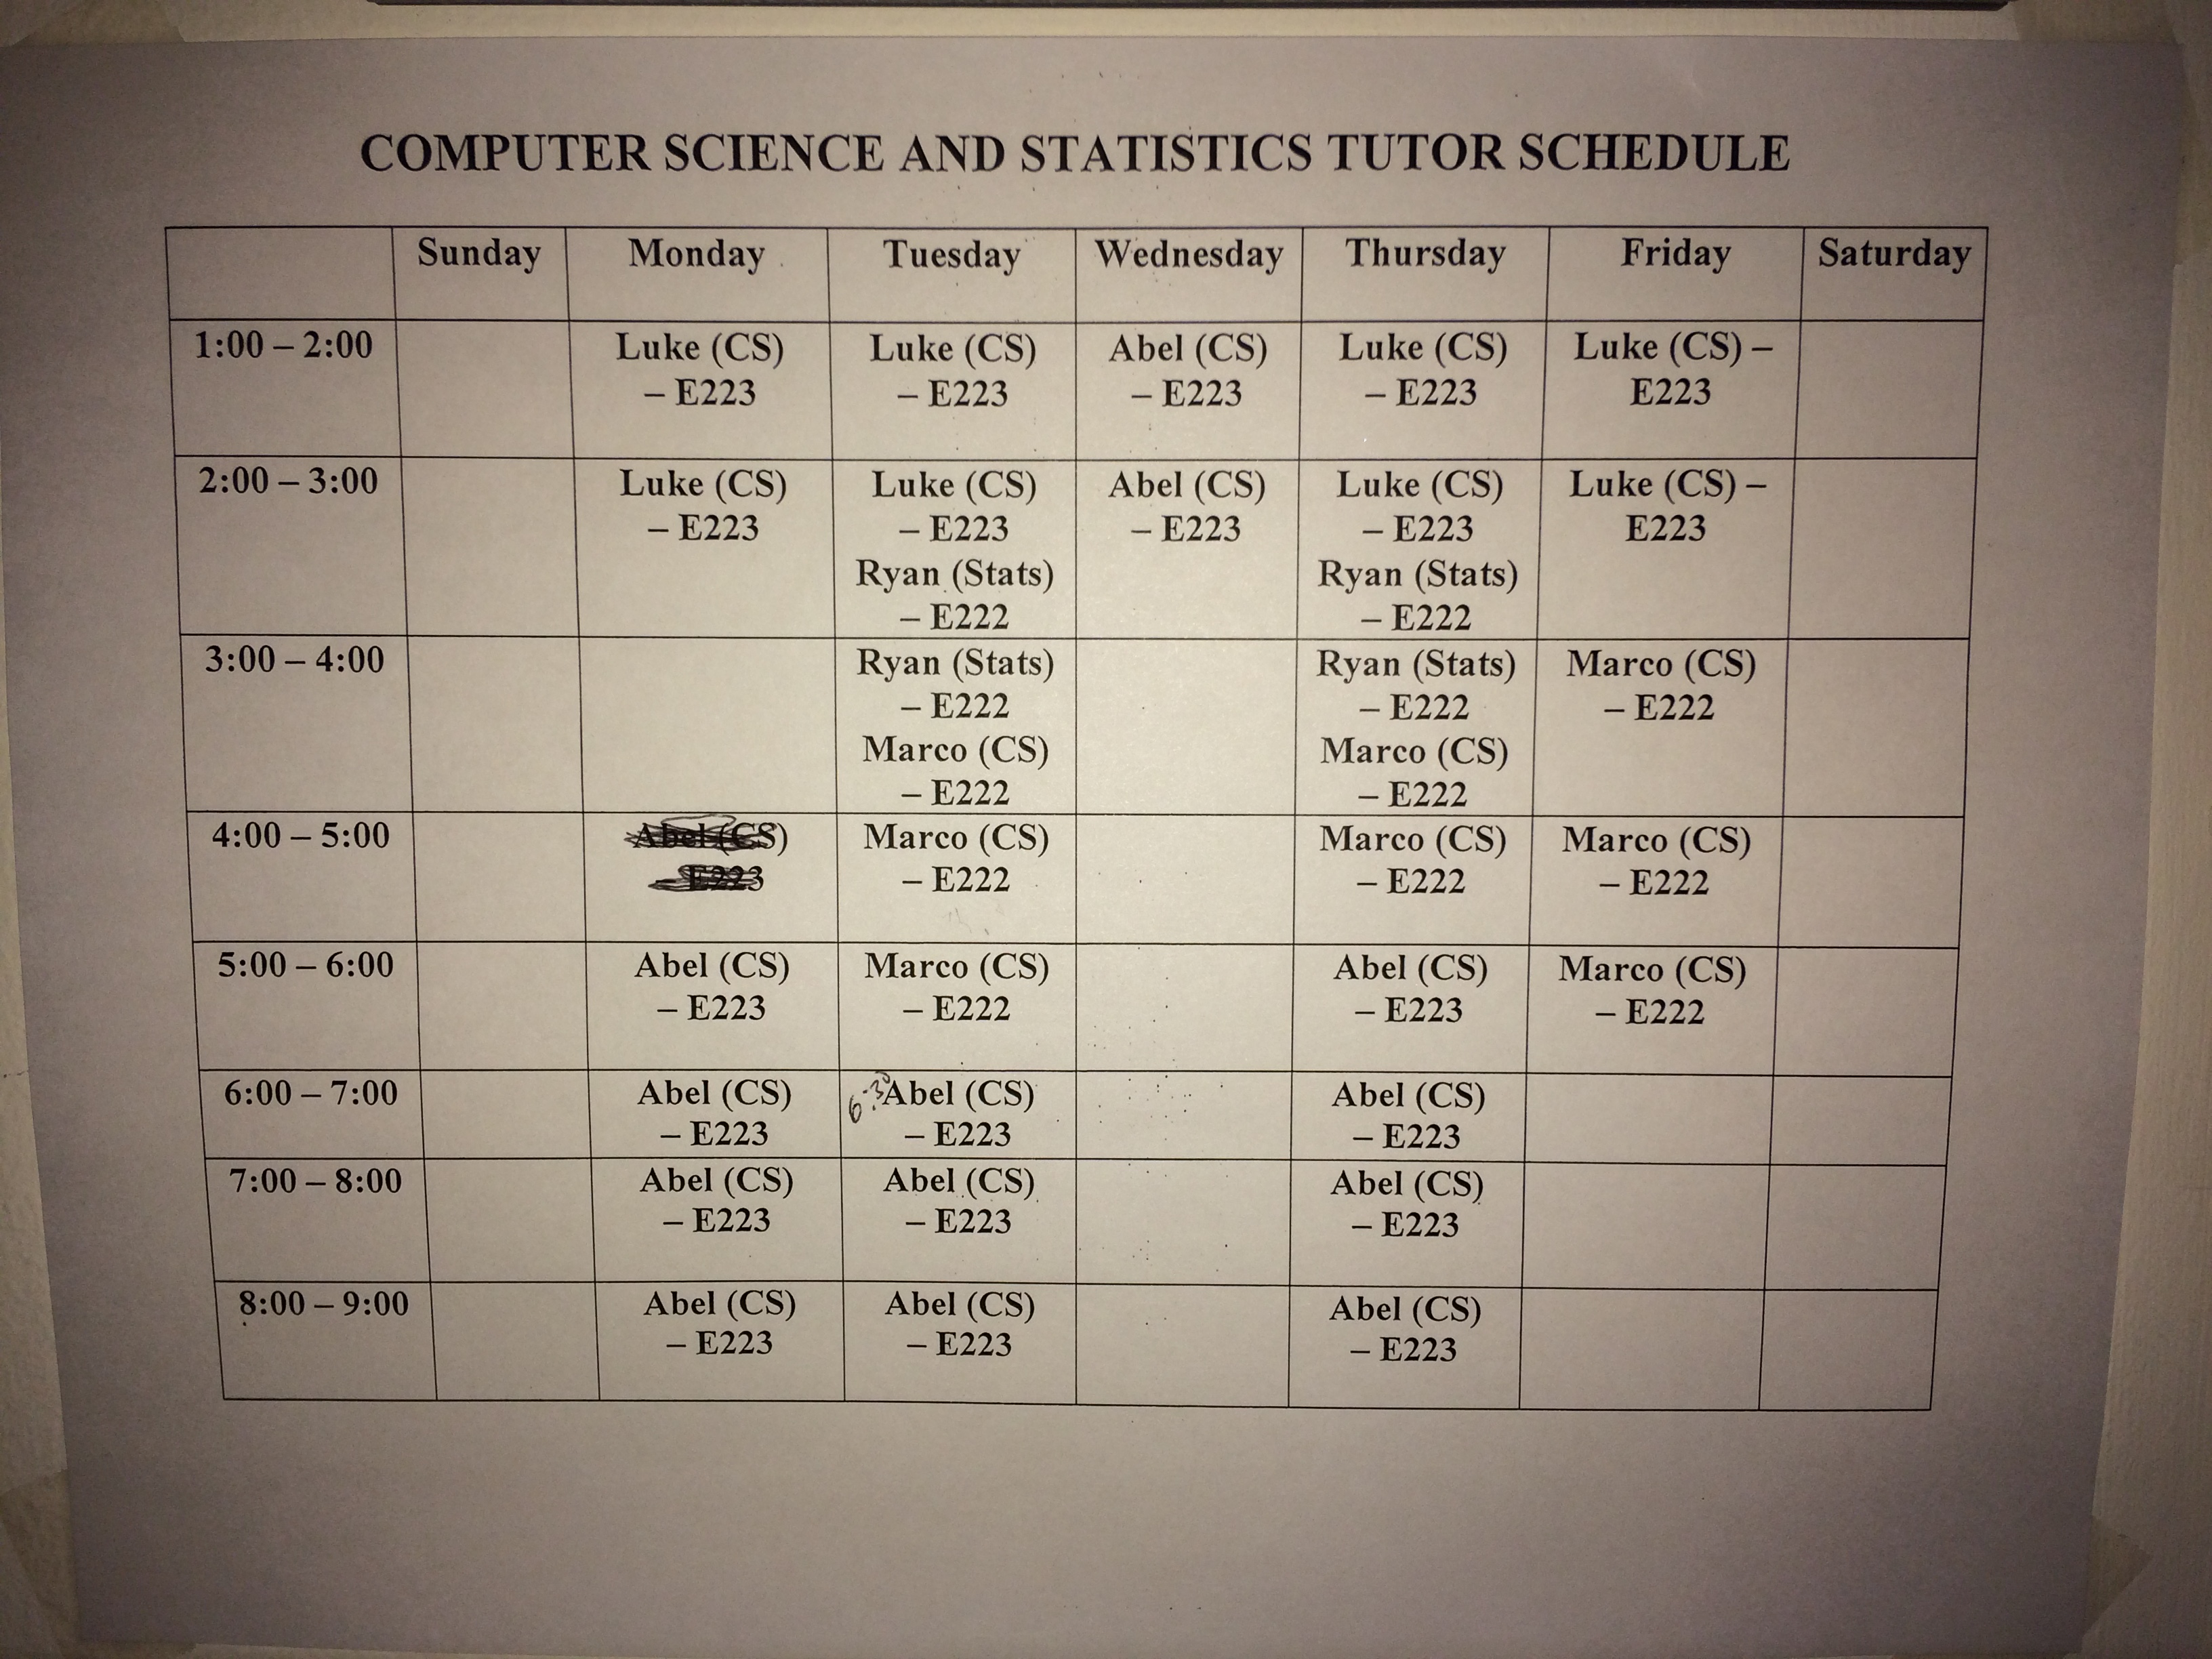 COMPUTER SCIENCE AND STATISTICS TUTOR SCHEDULE
Sunday Monday Tuesday Wednesday Thursday Friday Saturday
1:00 – 2:00
Luke (CS)
– E223
Luke (CS)
– E223
Abel (CS)
– E223
Luke (CS)
– E223
Luke (CS) –
E223
2:00 – 3:00
Luke (CS)
– E223
Luke (CS)
– E223
Ryan (Stats)
– E222
Abel (CS)
– E223
Luke (CS)
– E223
Ryan (Stats)
– E222
Luke (CS) –
E223
3:00 – 4:00
Ryan (Stats)
– E222
Marco (CS)
– E222
Ryan (Stats)
– E222
Marco (CS)
– E222
Marco (CS)
– E222
4:00 – 5:00
Abel (CS)
– E223
Marco (CS)
– E222
Marco (CS)
– E222
Marco (CS)
– E222
5:00 – 6:00
Abel (CS)
– E223
Marco (CS)
– E222
Abel (CS)
– E223
Marco (CS)
– E222
6:00 – 7:00
Abel (CS)
– E223
6:30
Abel (CS)
– E223
Abel (CS)
– E223
7:00 – 8:00
Abel (CS)
– E223
Abel (CS)
– E223
Abel (CS)
– E223
8:00 – 9:00
Abel (CS)
– E223
Abel (CS)
– E223
Abel (CS)
– E223